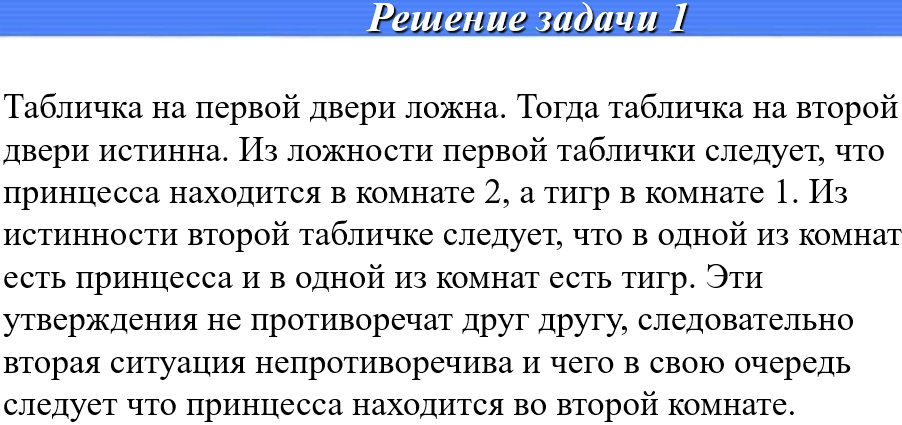 Решение задачи 1
Табличка на первой двери ложна. Тогда табличка на второй
двери истинна. Из ложности первой таблички следует, что
принцесса находится в комнате 2, а тигр в комнате 1. Из
истинности второй табличке следует, что в одной из комнат
есть принцесса и в одной из комнат есть тигр. Эти
утверждения не противоречат друг другу, следовательно
вторая ситуация непротиворечива и чего в свою очередь
следует что принцесса находится во второй комнате.